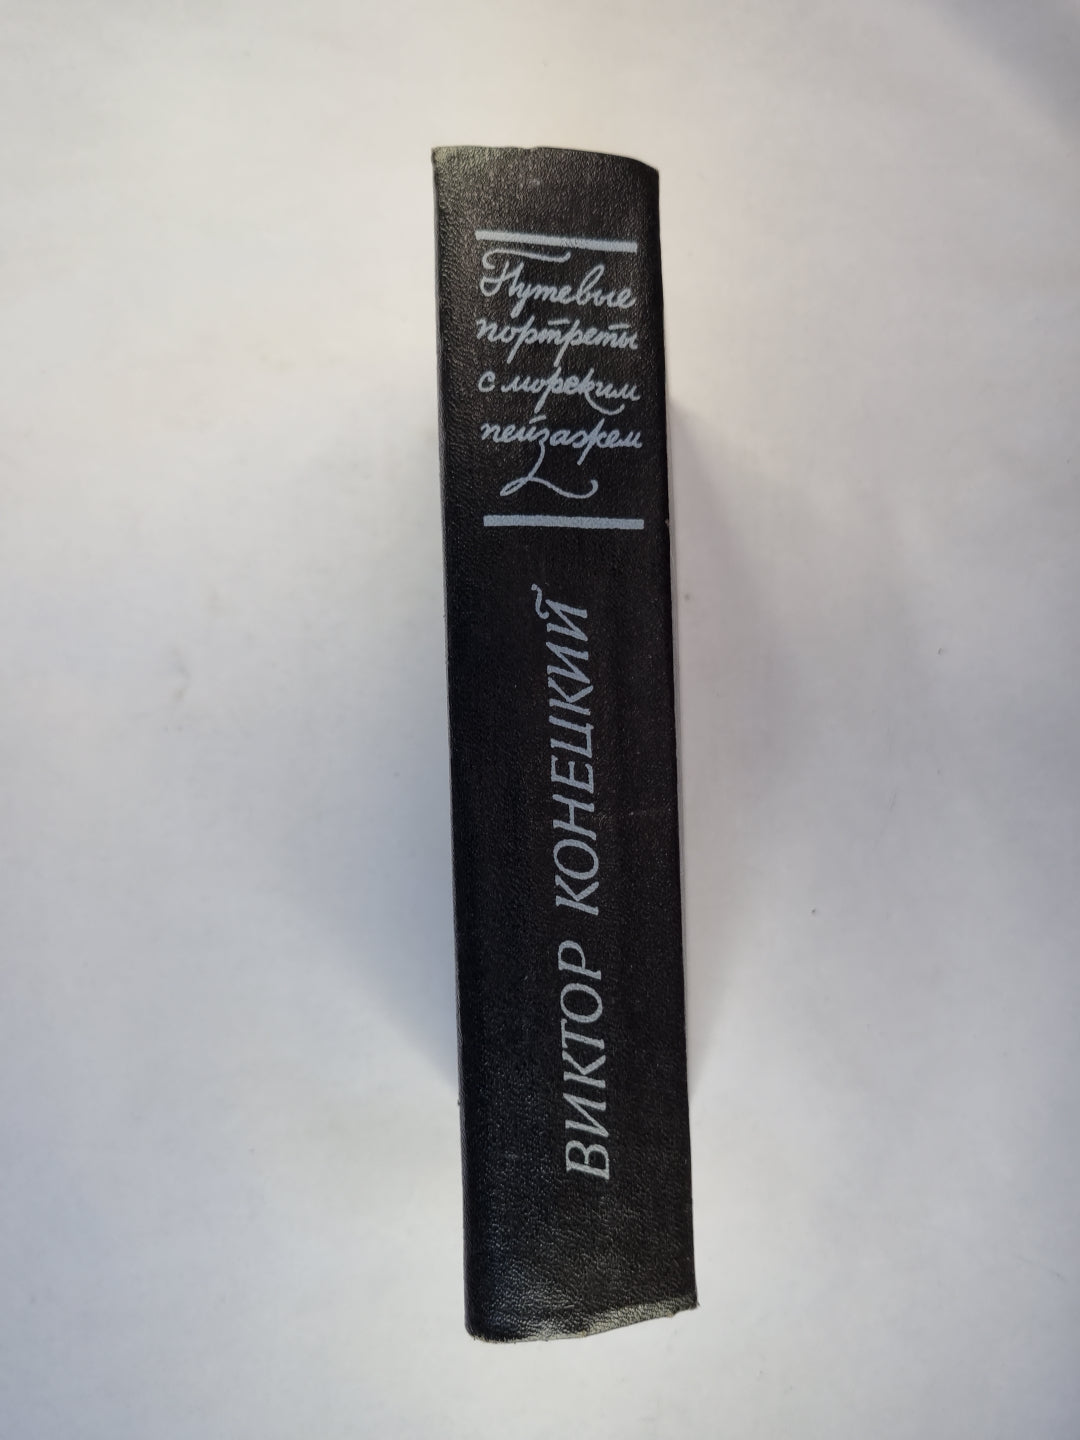 Путевые
портреты
с морским
пейзажем
ВИКТОР КОНЕЦКИЙ